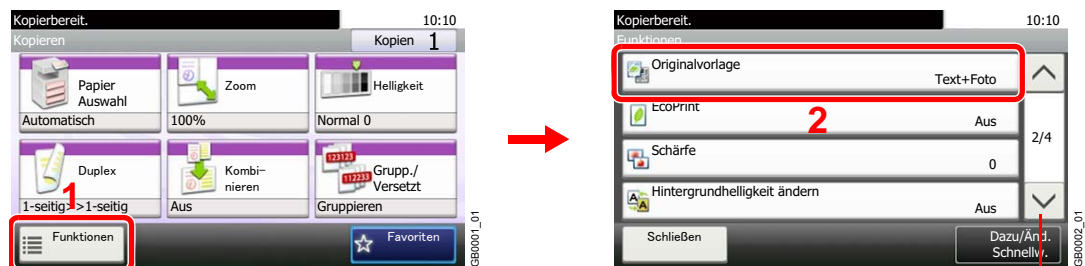 Kopierbereit.
10:10
Kopieren
Kopien 1
Papier
Auswahl
Automatisch
Zoom
100%
Helligkeit
Normal 0
Duplex
1-seitig>>1-seitig
Kombi-
nieren
Aus
123123
112233
Grupp./
Versetzt
Gruppieren
1
Funktionen
Favoriten
GB0001_01
Kopierbereit.
10:10
Funktionen
Originalvorlage
Text+Foto
EcoPrint
Aus
2
2/4
Schärfe
0
Hintergrundhelligkeit ändern
Aus
Schließen
Dazu/Änd.
Schnellw.
GB0002_01